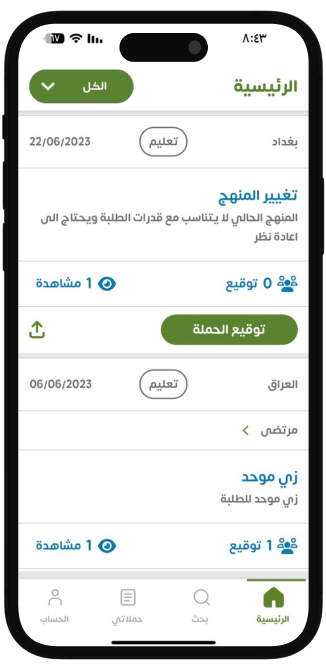 ٨:٤٣
الرئيسية
الكل
بغداد
تعليم
22/06/2023
تغيير المنهج
المنهج الحالي لا يتناسب مع قدرات الطلبة ويحتاج الى
اعادة نظر
0 توقيع
1 مشاهدة
توقيع الحملة
العراق
تعليم
06/06/2023
مرتضى
زي موحد
زي موحد للطلبة
1 توقيع
1 مشاهدة
الرئيسية
بحث
حملاتي
الحساب